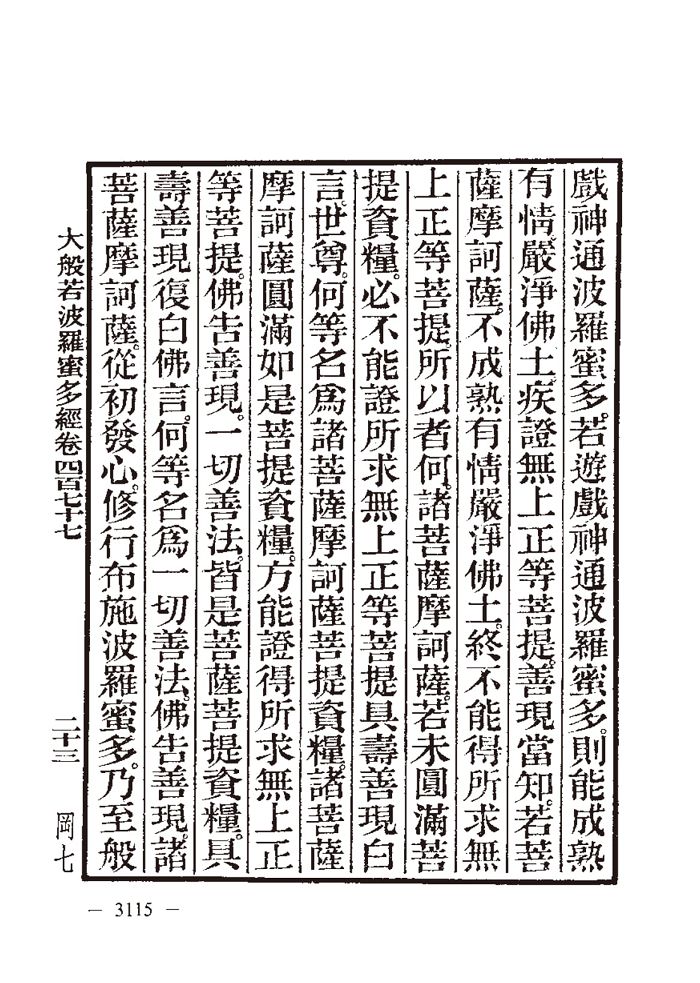 戲神通波羅蜜多。若遊戲神通波羅蜜多。則能成熟
有情。嚴淨佛土。疾證無上正等菩提。善現當知。若菩
薩摩訶薩。不成熟有情嚴淨佛土。終不能得所求無
上正等菩提。所以者何。諸菩薩摩訶薩。若未圓滿菩
提資糧。必不能證所求無上正等菩提具壽善現白
言。世尊。何等名爲諸菩薩摩訶薩菩提資糧。諸菩薩
摩訶薩圓滿如是菩提資糧。方能證得所求無上正
等菩提。佛告善現。一切善法。皆是菩薩菩提資糧。具
壽善現復白佛言。何等名爲一切善法。佛告善現。諸
菩薩摩訶薩。從初發心。修行布施波羅蜜多。乃至般
大般若波羅蜜多經卷四百七十七
二十三
岡七
— 3115 —